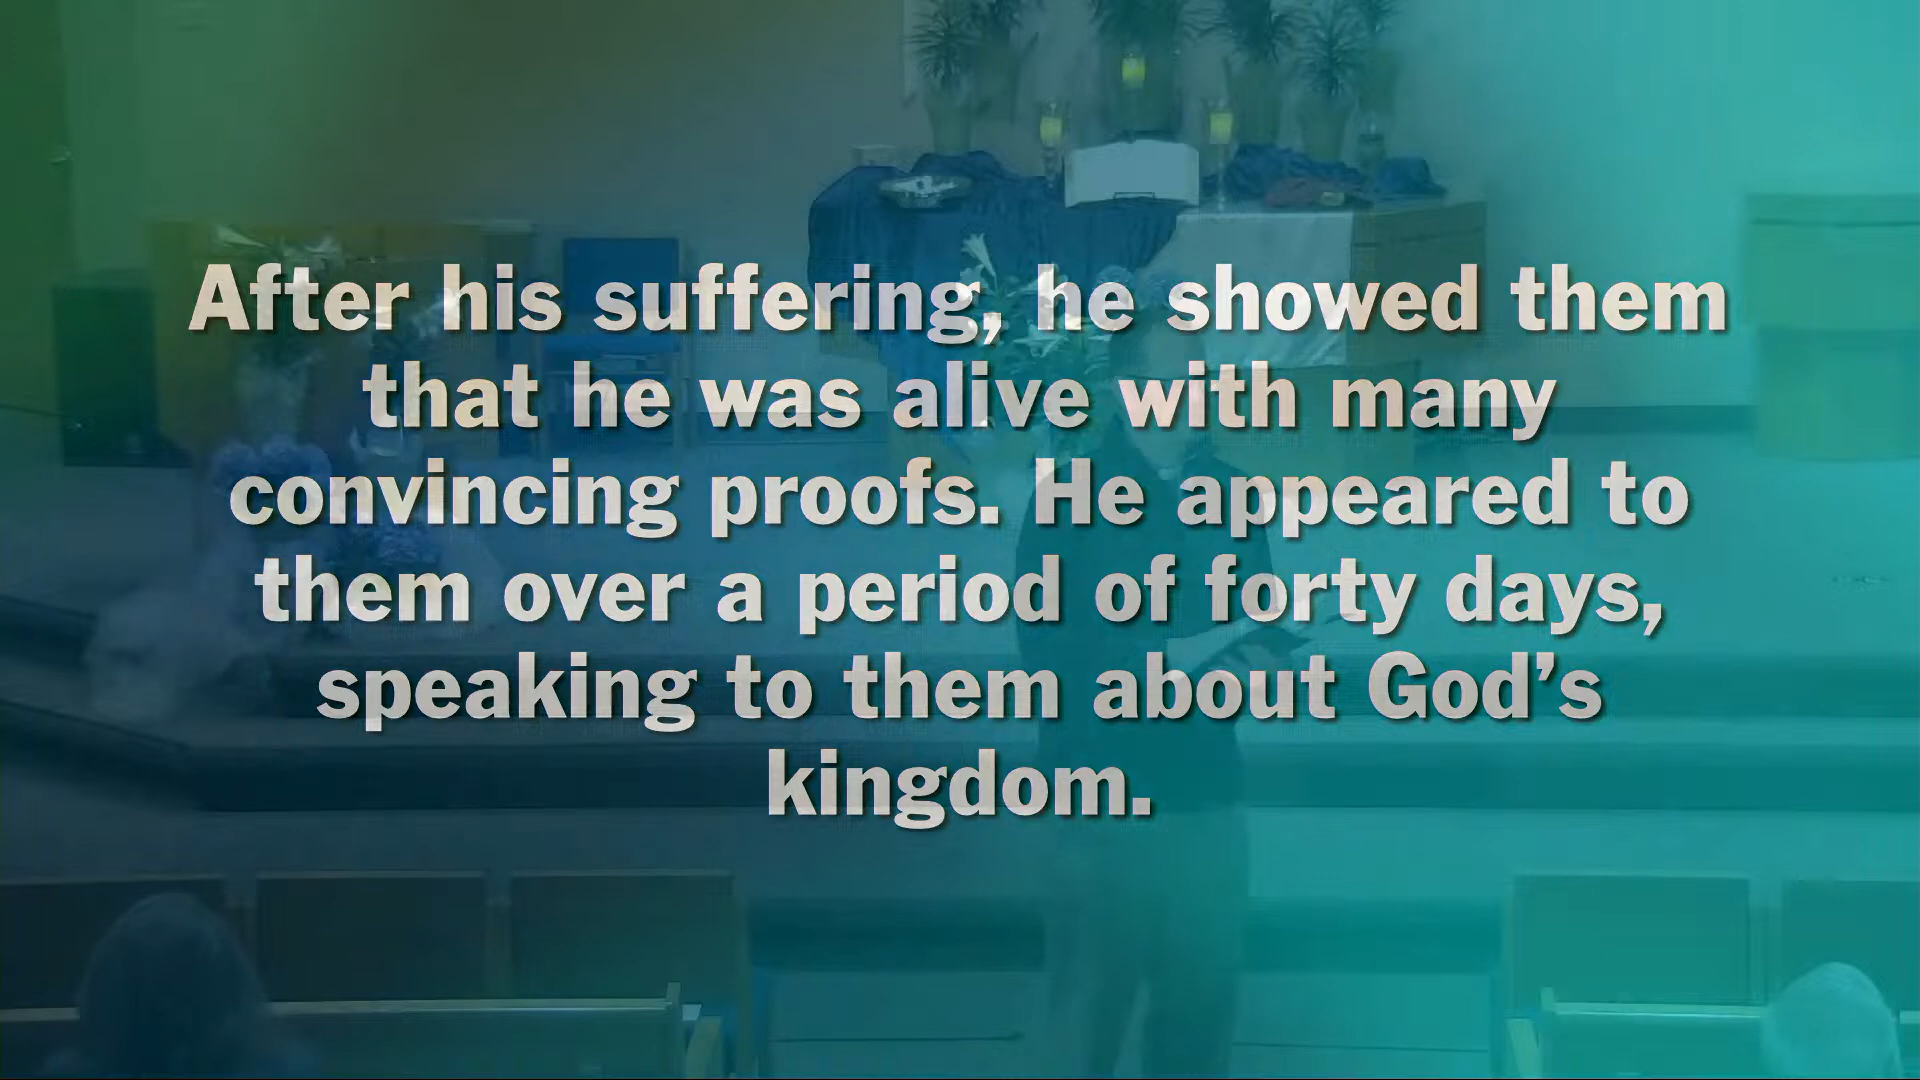 After his suffering, he showed them
that he was alive with many
convincing proofs. He appeared to
them over a period of forty days,
speaking to them about God’s
kingdom.